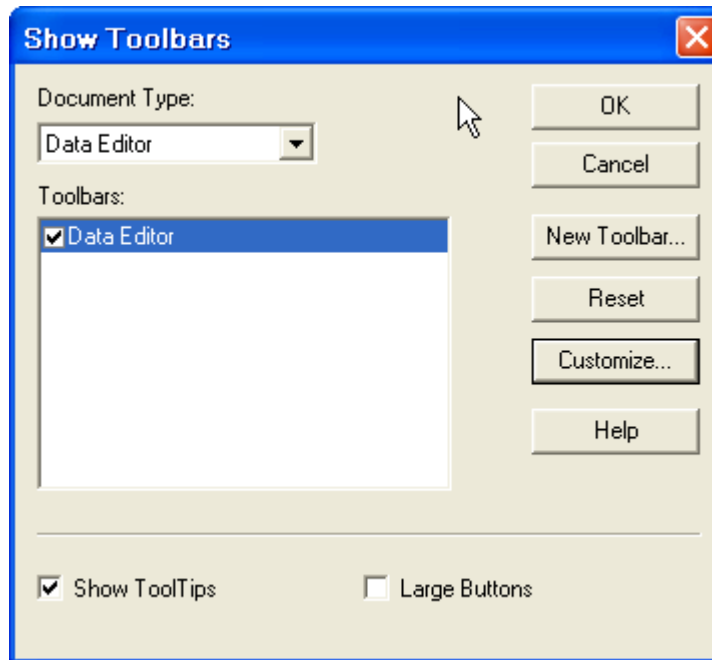 Show Toolbars
Document Type:
Data Editor
Toolbars:
Data Editor
OK
Cancel
New Toolbar...
Reset
Customize...
Help
Show ToolTips
Large Buttons